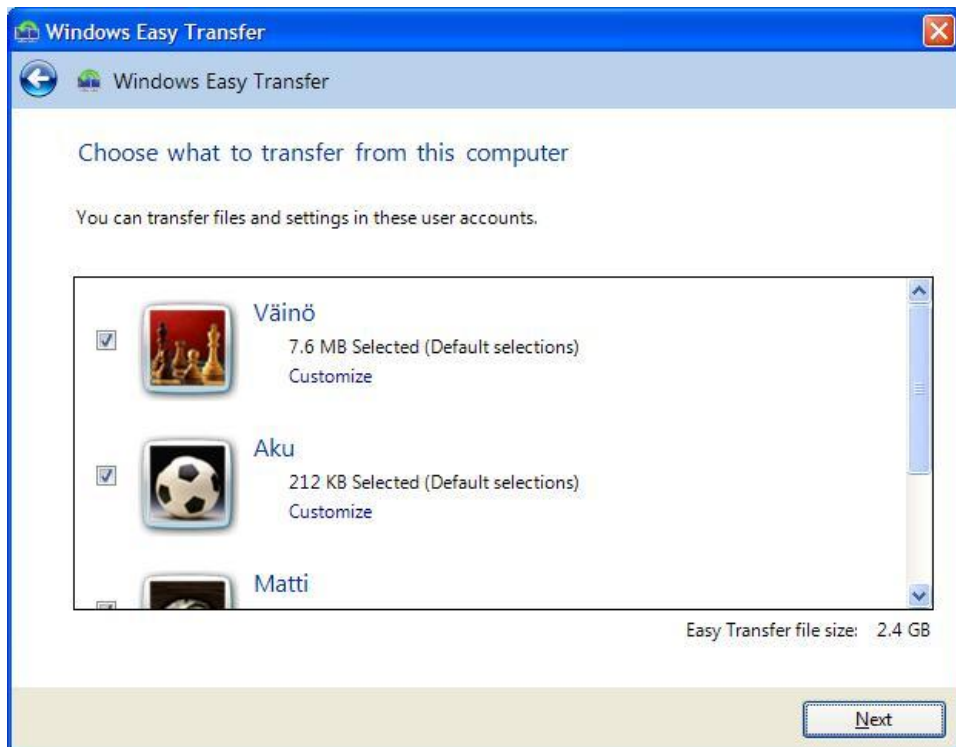 Windows Easy Transfer
Windows Easy Transfer
Choose what to transfer from this computer
You can transfer files and settings in these user accounts.
Väinö
7.6 MB Selected (Default selections)
Customize
Aku
212 KB Selected (Default selections)
Customize
Matti
Easy Transfer file size: 2.4 GB
Next